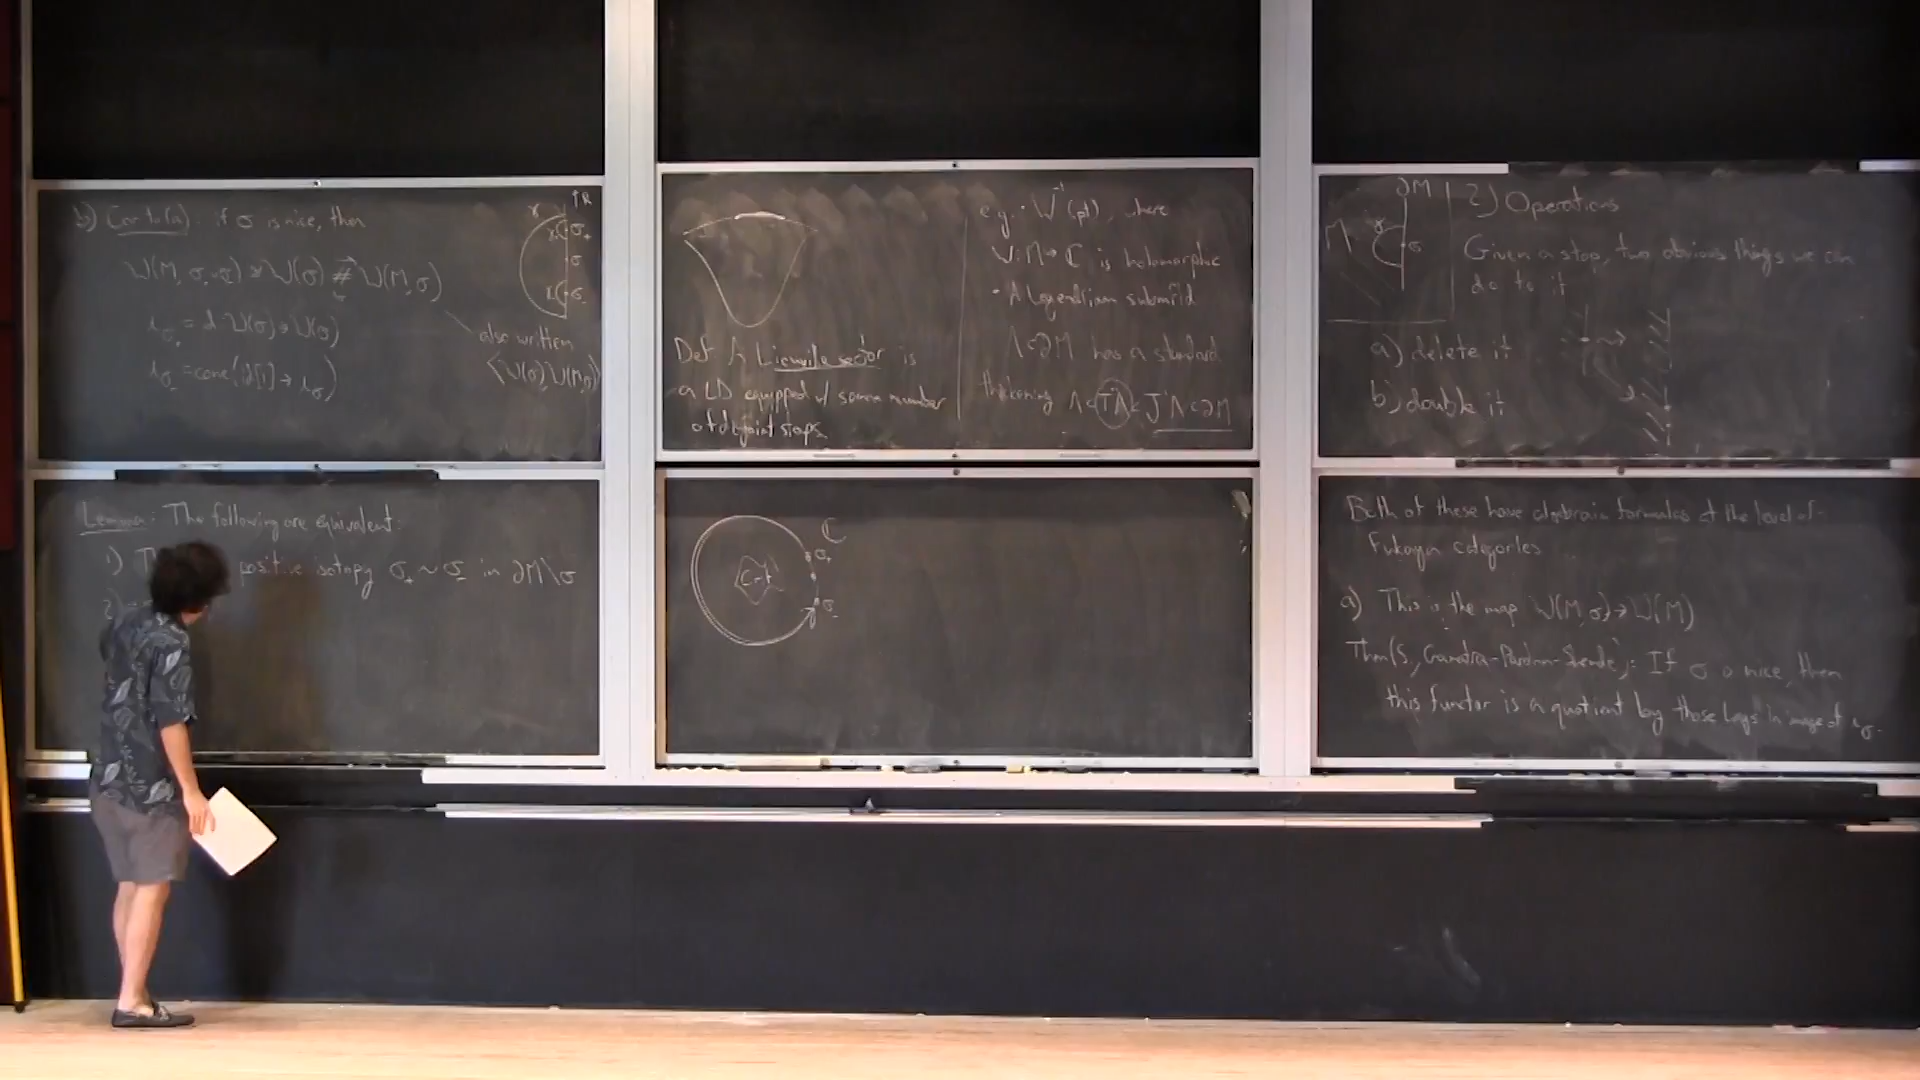 b) Cor to (a). if σ is nice, then
W(M, σ
W(σ)
W(M, σ)
= d W(σ) → W(σ)
= cone(
also written
⟨W(σ) W(M,σ)⟩
γ
↑R
σ₊
σ
σ₋
Lemma: The following are equivalent:
1)
positive isotopy σ₊ ~ σ₋ in ∂M\σ
2)
Def A Liouville sector is
a LD equipped w/ some number
of disjoint stops
e.g. · W⁻¹(pt), where
W: M → ℂ is holomorphic
· A Legendrian submfld
Λ ⊂ ∂M has a standard
thickening Λ ⊂ T*Λ ⊂ J¹Λ ⊂ ∂M
ℂ
σ₊
Crit
σ₋
∂M
M
γ
σ
2) Operations
Given a stop, two obvious things we can
do to it
a) delete it
b) double it
Both of these have algebraic formulas at the level of
Fukaya categories
a) This is the map W(M, σ) → W(M)
Thm (S., Ganatra-Pardon-Shende): If σ is nice, then
this functor is a quotient by those Lags in image of